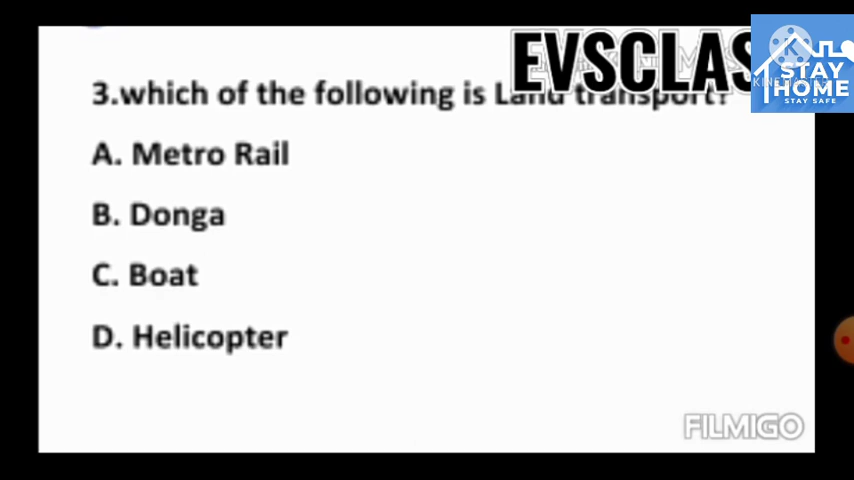 EVSCLAS
3.which of the following is Land transport?
A. Metro Rail
B. Donga
C. Boat
D. Helicopter
STAY
HOME
STAY SAFE
FILMIGO